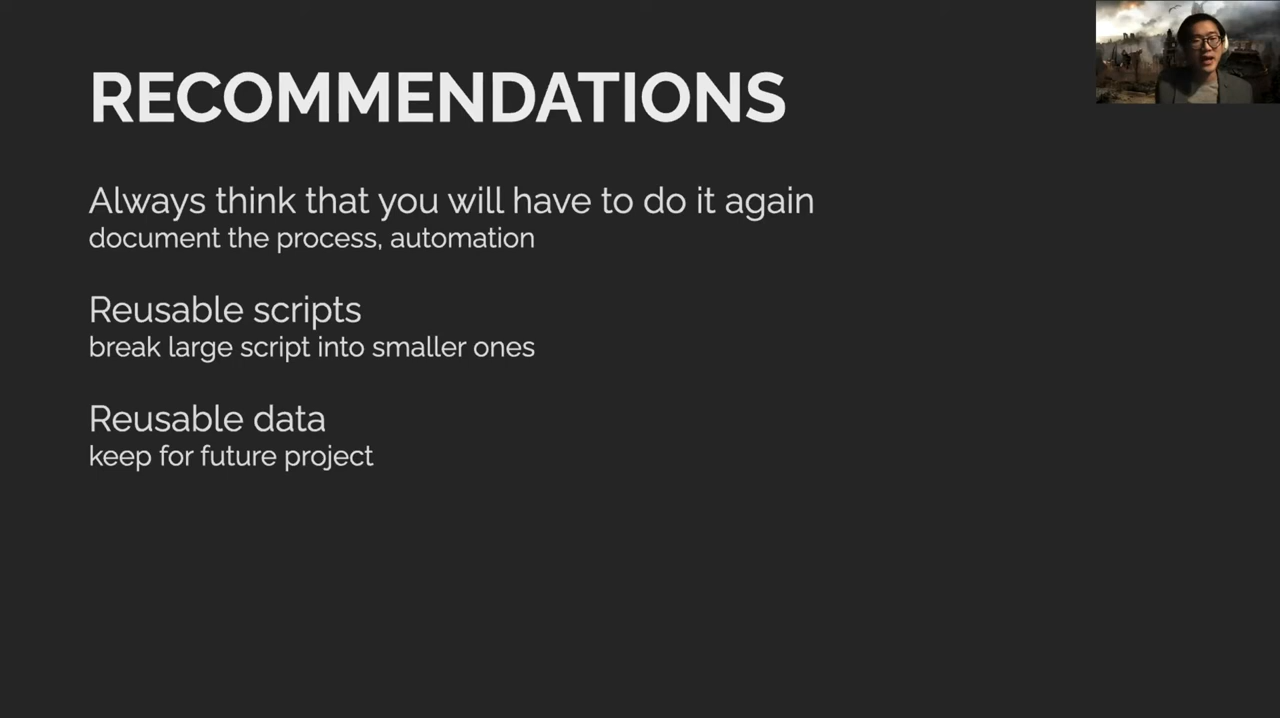 RECOMMENDATIONS
Always think that you will have to do it again
document the process, automation
Reusable scripts
break large script into smaller ones
Reusable data
keep for future project